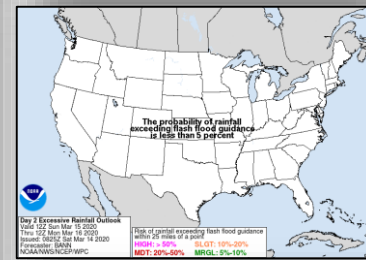 The probability of rainfall
exceeding flash flood guidance
is less than 5 percent
Day 2 Excessive Rainfall Outlook
Valid 12Z Sun Mar 15 2020
Thru 12Z Mon Mar 16 2020
Issued: 0825Z Sat Mar 14 2020
Forecaster: BANN
NOAA/NWS/NCEP/WPC
Risk of rainfall exceeding flash flood guidance
within 25 miles of a point
HIGH: > 50% SLGT: 10%-20%
MDT: 20%-50% MRGL: 5%-10%